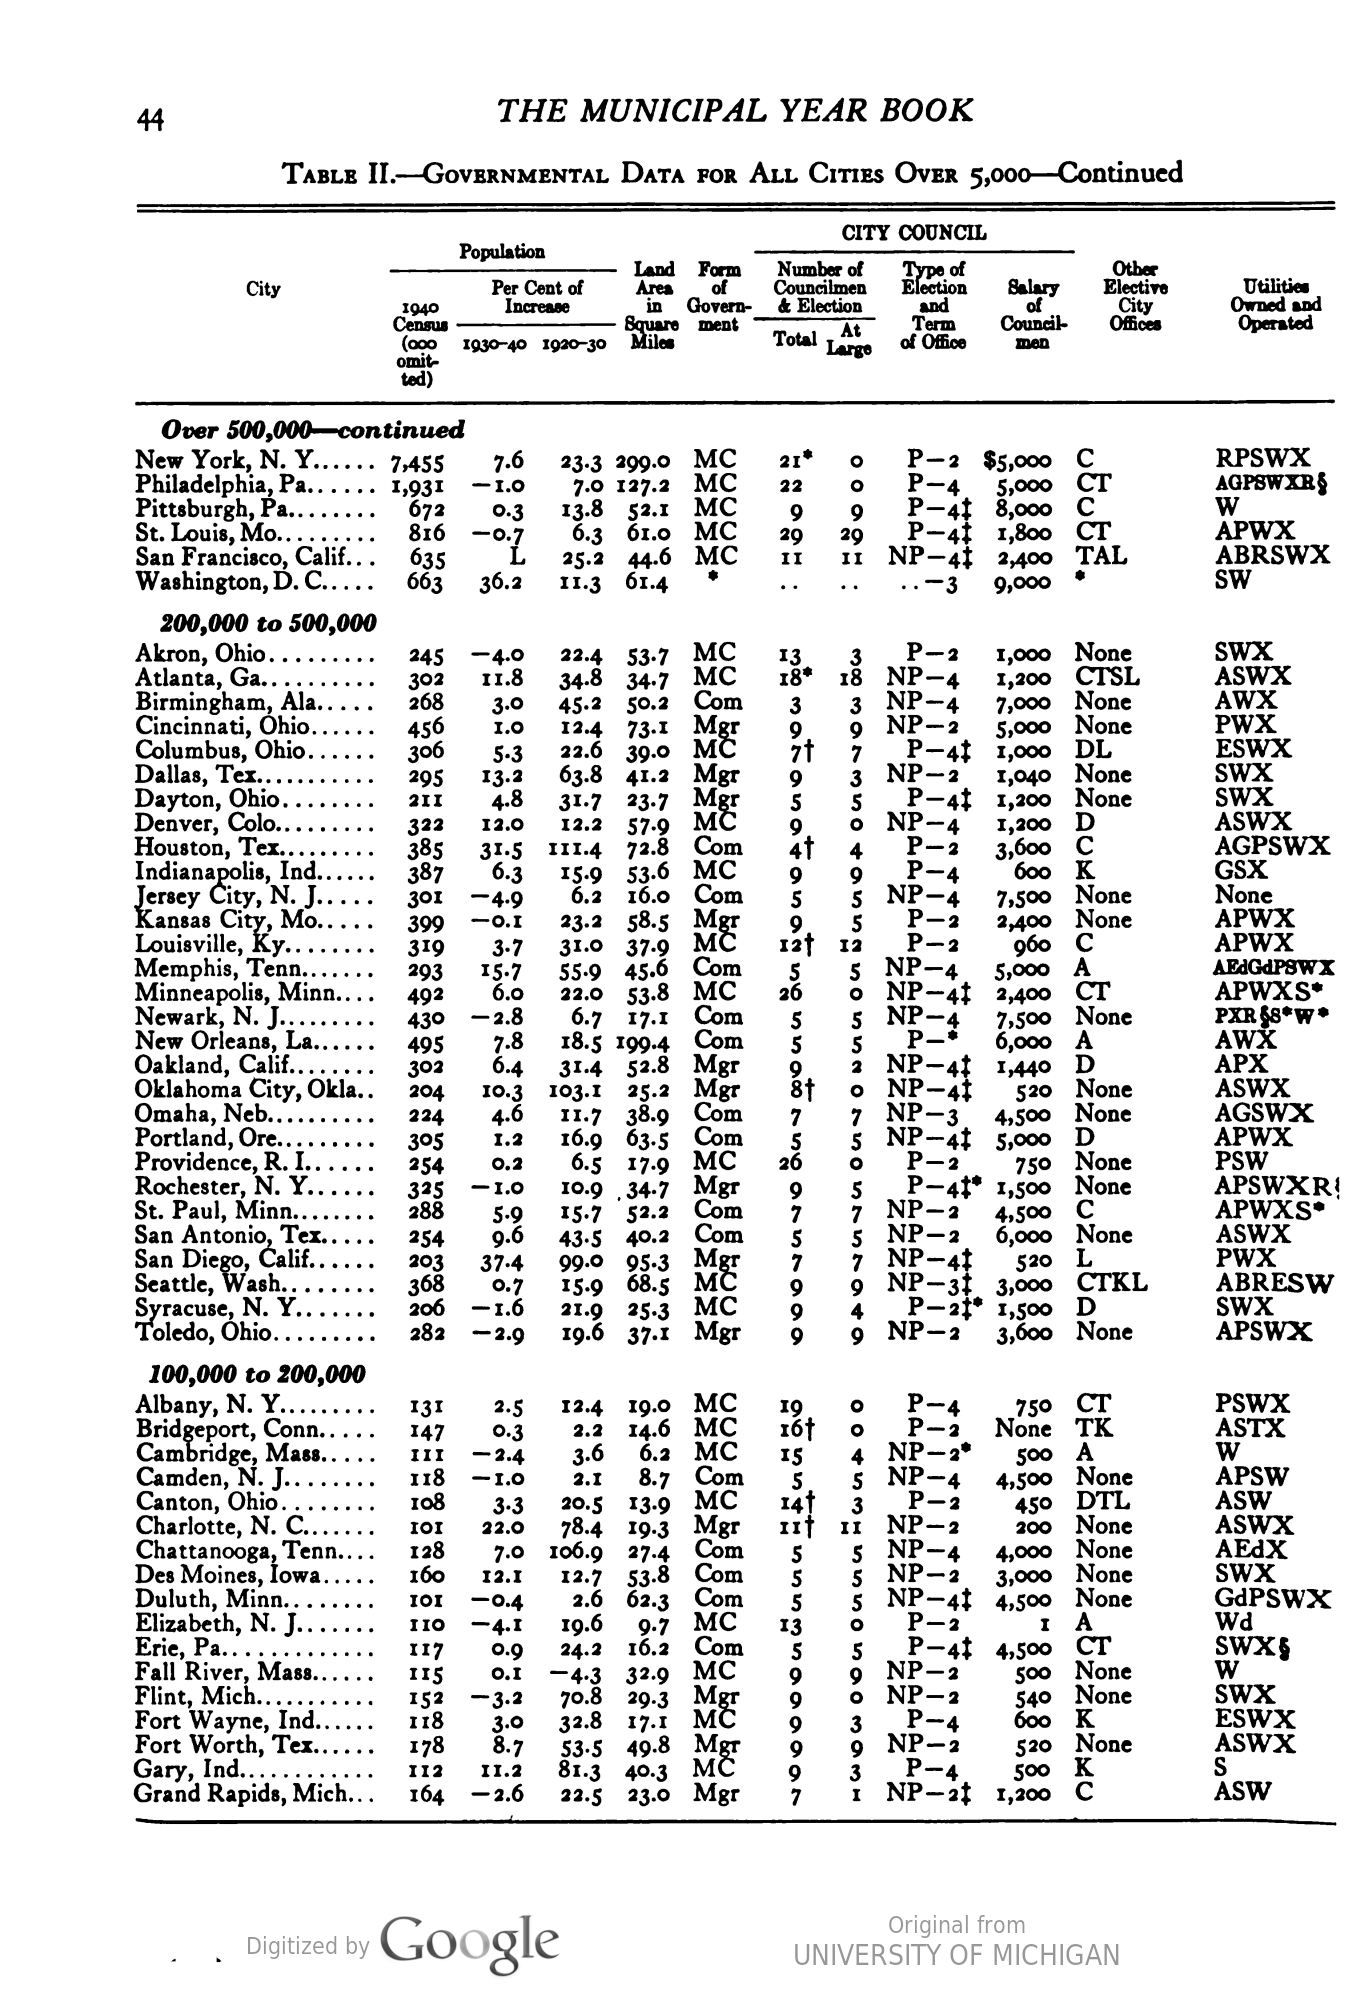 44
THE MUNICIPAL YEAR BOOK
TABLE II.—GOVERNMENTAL DATA FOR ALL CITIES OVER 5,000—Continued
CITY COUNCIL
Population
City
1940 Census (000 omit-ted)
Per Cent of Increase
1930-40 1920-30
Land Area in Square Miles
Form of Govern-ment
Number of Councilmen & Election
Total At Large
Type of Election and Term of Office
Salary of Council-men
Other Elective City Offices
Utilities Owned and Operated
Over 500,000—continued
New York, N. Y...... 7,455 7.6 23.3 299.0 MC 21* 0 P-2 $5,000 C RPSWX
Philadelphia, Pa...... 1,931 -1.0 7.0 127.2 MC 22 0 P-4 5,000 CT AGPSWXR§
Pittsburgh, Pa........ 672 0.3 13.8 52.1 MC 9 9 P-4‡ 8,000 C W
St. Louis, Mo......... 816 -0.7 6.3 61.0 MC 29 29 P-4‡ 1,800 CT APWX
San Francisco, Calif... 635 L 25.2 44.6 MC 11 11 NP-4‡ 2,400 TAL ABRSWX
Washington, D. C..... 663 36.2 11.3 61.4 * .. .. ..-3 9,000 * SW
200,000 to 500,000
Akron, Ohio......... 245 -4.0 22.4 53.7 MC 13 3 P-2 1,000 None SWX
Atlanta, Ga.......... 302 11.8 34.8 34.7 MC 18* 18 NP-4 1,200 CTSL ASWX
Birmingham, Ala..... 268 3.0 45.2 50.2 Com 3 3 NP-4 7,000 None AWX
Cincinnati, Ohio...... 456 1.0 12.4 73.1 Mgr 9 9 NP-2 5,000 None PWX
Columbus, Ohio...... 306 5.3 22.6 39.0 MC 7† 7 P-4‡ 1,000 DL ESWX
Dallas, Tex........... 295 13.2 63.8 41.2 Mgr 9 3 NP-2 1,040 None SWX
Dayton, Ohio........ 211 4.8 31.7 23.7 Mgr 5 5 P-4‡ 1,200 None SWX
Denver, Colo......... 322 12.0 12.2 57.9 MC 9 0 NP-4 1,200 D ASWX
Houston, Tex......... 385 31.5 111.4 72.8 Com 4† 4 P-2 3,600 C AGPSWX
Indianapolis, Ind...... 387 6.3 15.9 53.6 MC 9 9 P-4 600 K GSX
Jersey City, N. J..... 301 -4.9 6.2 16.0 Com 5 5 NP-4 7,500 None None
Kansas City, Mo..... 399 -0.1 23.2 58.5 Mgr 9 5 P-2 2,400 None APWX
Louisville, Ky........ 319 3.7 31.0 37.9 MC 12† 12 P-2 960 C APWX
Memphis, Tenn....... 293 15.7 55.9 45.6 Com 5 5 NP-4 5,000 A AEdGdPSWX
Minneapolis, Minn.... 492 6.0 22.0 53.8 MC 26 0 NP-4‡ 2,400 CT APWXS*
Newark, N. J......... 430 -2.8 6.7 17.1 Com 5 5 NP-4 7,500 None PXR§S*W*
New Orleans, La...... 495 7.8 18.5 199.4 Com 5 5 P-* 6,000 A AWX
Oakland, Calif........ 302 6.4 31.4 52.8 Mgr 9 2 NP-4‡ 1,440 D APX
Oklahoma City, Okla.. 204 10.3 103.1 25.2 Mgr 8† 0 NP-4‡ 520 None ASWX
Omaha, Neb.......... 224 4.6 11.7 38.9 Com 7 7 NP-3 4,500 None AGSWX
Portland, Ore......... 305 1.2 16.9 63.5 Com 5 5 NP-4‡ 5,000 D APWX
Providence, R. I...... 254 0.2 6.5 17.9 MC 26 0 P-2 750 None PSW
Rochester, N. Y...... 325 -1.0 10.9 34.7 Mgr 9 5 P-4‡* 1,500 None APSWXR§
St. Paul, Minn........ 288 5.9 15.7 52.2 Com 7 7 NP-2 4,500 C APWXS*
San Antonio, Tex..... 254 9.6 43.5 40.2 Com 5 5 NP-2 6,000 None ASWX
San Diego, Calif...... 203 37.4 99.0 95.3 Mgr 7 7 NP-4‡ 520 L PWX
Seattle, Wash........ 368 0.7 15.9 68.5 MC 9 9 NP-3‡ 3,000 CTKL ABRESW
Syracuse, N. Y....... 206 -1.6 21.9 25.3 MC 9 4 P-2‡* 1,500 D SWX
Toledo, Ohio......... 282 -2.9 19.6 37.1 Mgr 9 9 NP-2 3,600 None APSWX
100,000 to 200,000
Albany, N. Y......... 131 2.5 12.4 19.0 MC 19 0 P-4 750 CT PSWX
Bridgeport, Conn..... 147 0.3 2.2 14.6 MC 16† 0 P-2 None TK ASTX
Cambridge, Mass..... 111 -2.4 3.6 6.2 MC 15 4 NP-2* 500 A W
Camden, N. J........ 118 -1.0 2.1 8.7 Com 5 5 NP-4 4,500 None APSW
Canton, Ohio........ 108 3.3 20.5 13.9 MC 14† 3 P-2 450 DTL ASW
Charlotte, N. C....... 101 22.0 78.4 19.3 Mgr 11† 11 NP-2 200 None ASWX
Chattanooga, Tenn.... 128 7.0 106.9 27.4 Com 5 5 NP-4 4,000 None AEdX
Des Moines, Iowa..... 160 12.1 12.7 53.8 Com 5 5 NP-2 3,000 None SWX
Duluth, Minn........ 101 -0.4 2.6 62.3 Com 5 5 NP-4‡ 4,500 None GdPSWX
Elizabeth, N. J....... 110 -4.1 19.6 9.7 MC 13 0 P-2 1 A Wd
Erie, Pa............. 117 0.9 24.2 16.2 Com 5 5 P-4‡ 4,500 CT SWX§
Fall River, Mass...... 115 0.1 -4.3 32.9 MC 9 9 NP-2 500 None W
Flint, Mich........... 152 -3.2 70.8 29.3 Mgr 9 0 NP-2 540 None SWX
Fort Wayne, Ind...... 118 3.0 32.8 17.1 MC 9 3 P-4 600 K ESWX
Fort Worth, Tex...... 178 8.7 53.5 49.8 Mgr 9 9 NP-2 520 None ASWX
Gary, Ind............ 112 11.2 81.3 40.3 MC 9 3 P-4 500 K S
Grand Rapids, Mich... 164 -2.6 22.5 23.0 Mgr 7 1 NP-2‡ 1,200 C ASW
Digitized by Google
Original from
UNIVERSITY OF MICHIGAN